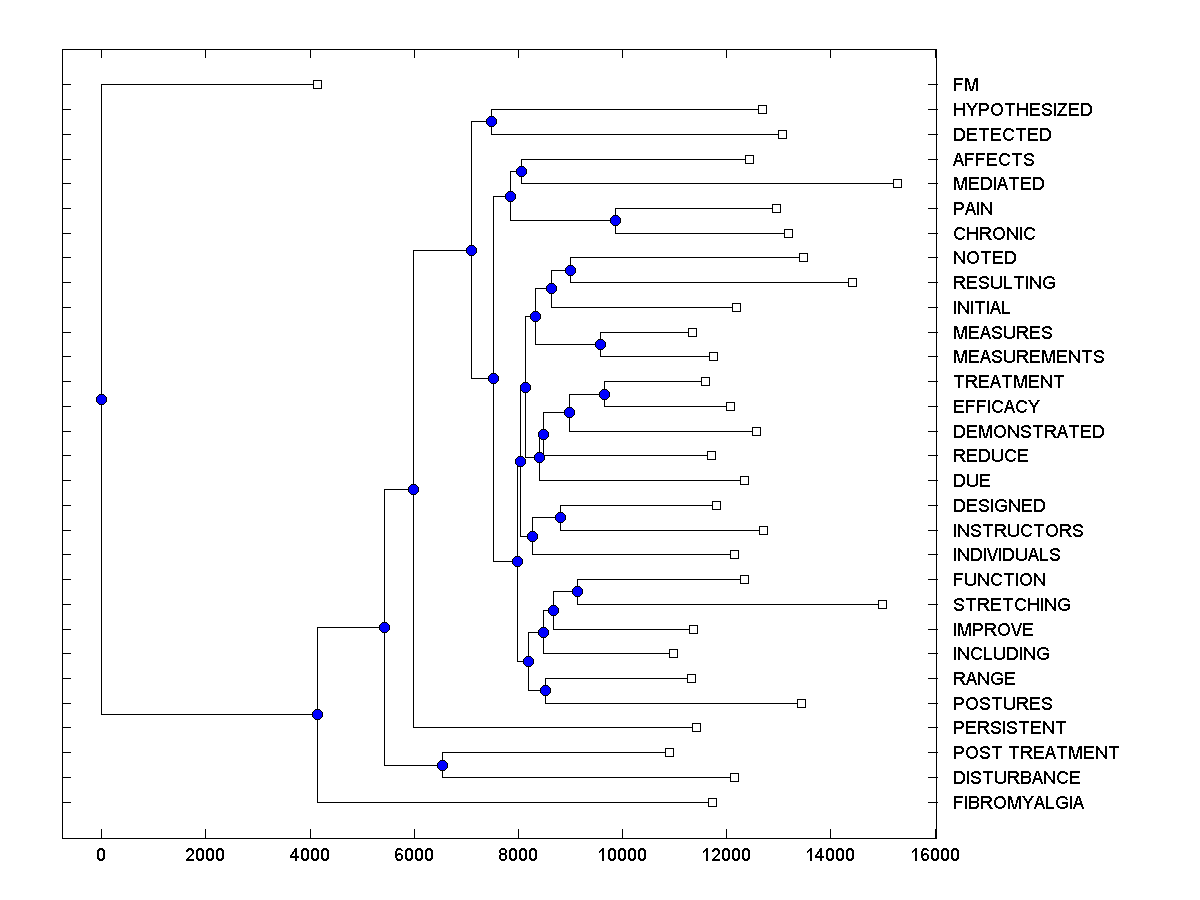 FM
HYPOTHESIZED
DETECTED
AFFECTS
MEDIATED
PAIN
CHRONIC
NOTED
RESULTING
INITIAL
MEASURES
MEASUREMENTS
TREATMENT
EFFICACY
DEMONSTRATED
REDUCE
DUE
DESIGNED
INSTRUCTORS
INDIVIDUALS
FUNCTION
STRETCHING
IMPROVE
INCLUDING
RANGE
POSTURES
PERSISTENT
POST TREATMENT
DISTURBANCE
FIBROMYALGIA
0 2000 4000 6000 8000 10000 12000 14000 16000